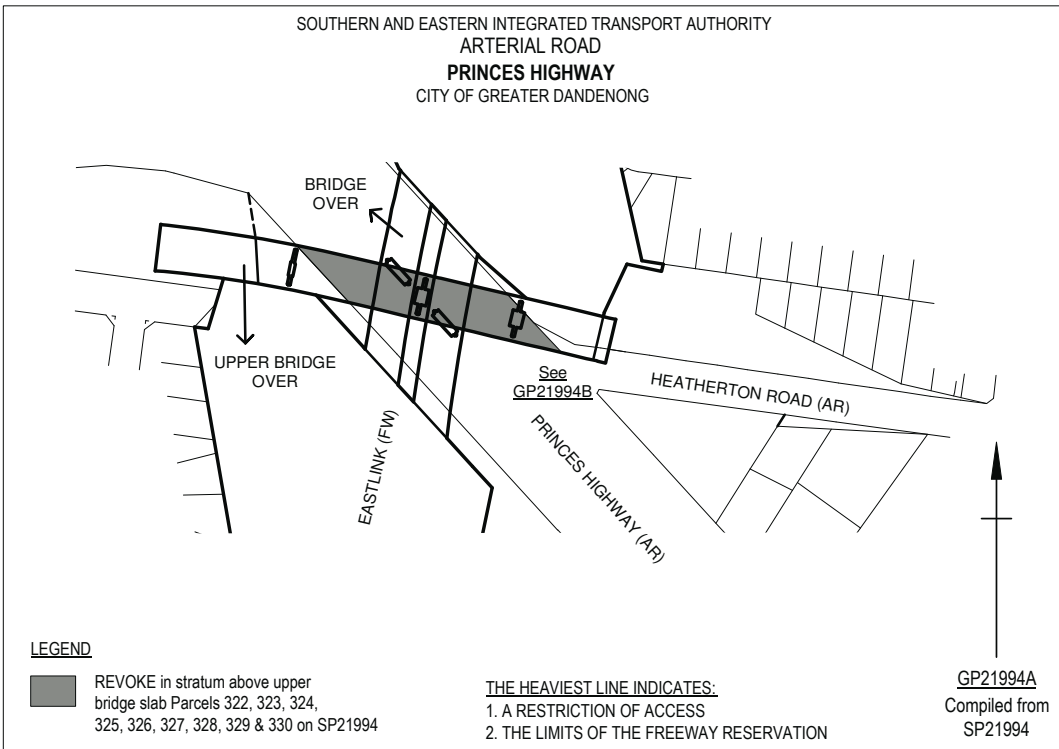 SOUTHERN AND EASTERN INTEGRATED TRANSPORT AUTHORITY
ARTERIAL ROAD
PRINCES HIGHWAY
CITY OF GREATER DANDENONG
BRIDGE
OVER
UPPER BRIDGE
OVER
See
GP21994B
HEATHERTON ROAD (AR)
EASTLINK (FW)
PRINCES HIGHWAY (AR)
LEGEND
REVOKE in stratum above upper
bridge slab Parcels 322, 323, 324,
325, 326, 327, 328, 329 & 330 on SP21994
THE HEAVIEST LINE INDICATES:
1. A RESTRICTION OF ACCESS
2. THE LIMITS OF THE FREEWAY RESERVATION
GP21994A
Compiled from
SP21994